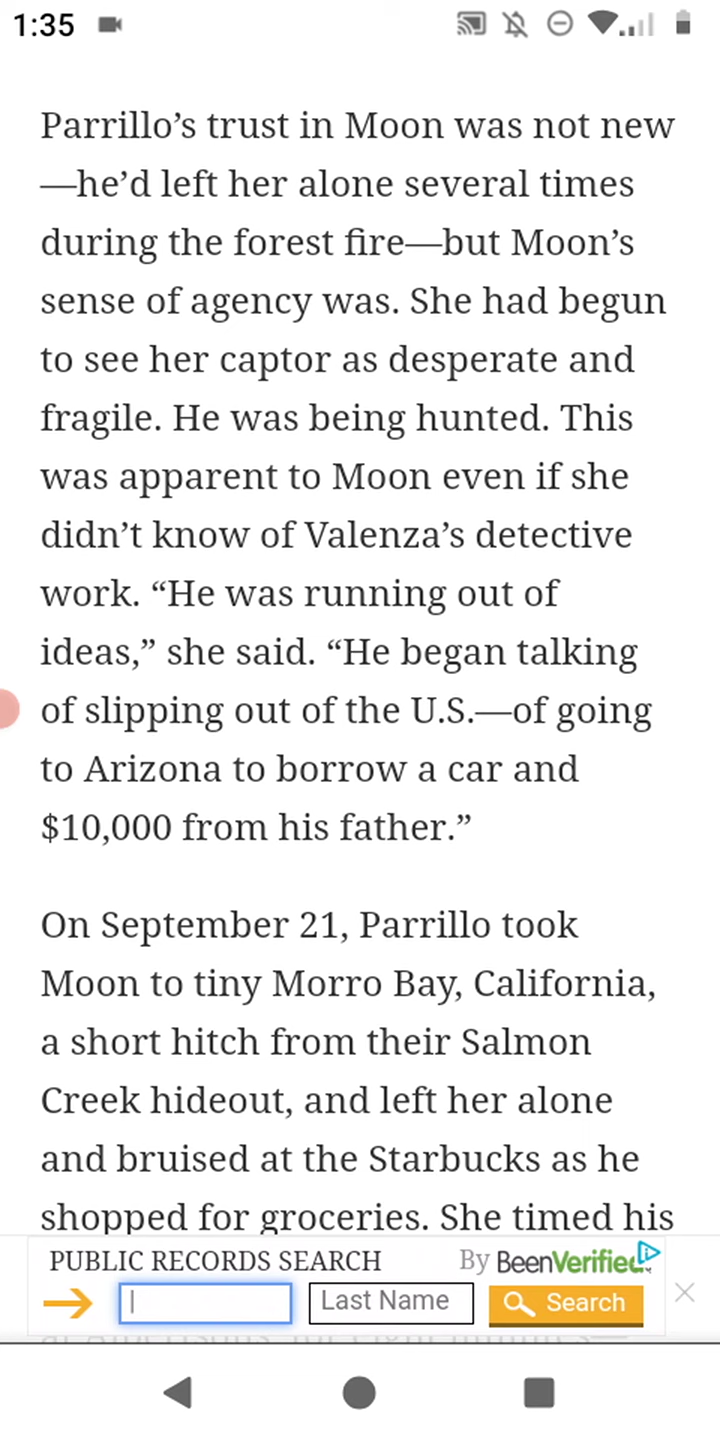 1:35
Parrillo’s trust in Moon was not new
—he’d left her alone several times
during the forest fire—but Moon’s
sense of agency was. She had begun
to see her captor as desperate and
fragile. He was being hunted. This
was apparent to Moon even if she
didn’t know of Valenza’s detective
work. “He was running out of
ideas,” she said. “He began talking
of slipping out of the U.S.—of going
to Arizona to borrow a car and
$10,000 from his father.”
On September 21, Parrillo took
Moon to tiny Morro Bay, California,
a short hitch from their Salmon
Creek hideout, and left her alone
and bruised at the Starbucks as he
shopped for groceries. She timed his
PUBLIC RECORDS SEARCH By BeenVerified
Last Name Search